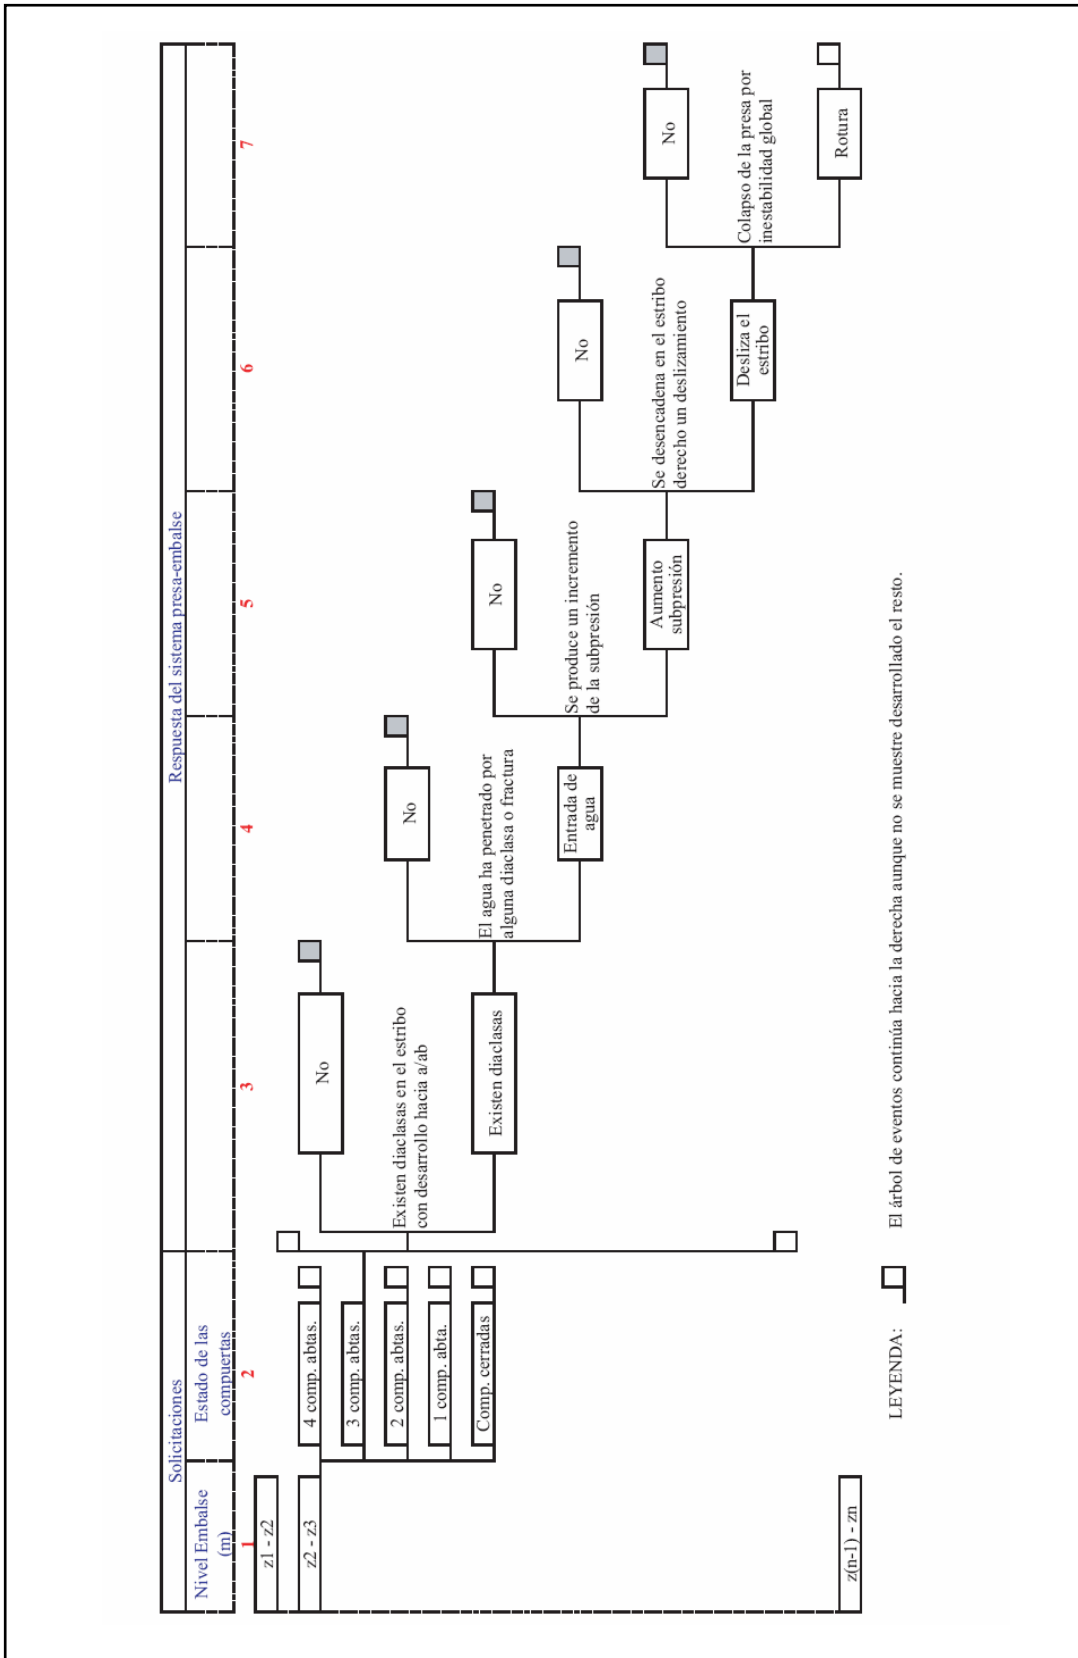 Solicitaciones
Respuesta del sistema presa-embalse
Nivel Embalse
(m)
Estado de las
compuertas
1
2
3
4
5
6
7
z1 - z2
z2 - z3
z(n-1) - zn
4 comp. abtas.
3 comp. abtas.
2 comp. abtas.
1 comp. abta.
Comp. cerradas
No
Existen diaclasas en el estribo
con desarrollo hacia a/ab
Existen diaclasas
No
El agua ha penetrado por
alguna diaclasa o fractura
Entrada de
agua
No
Se produce un incremento
de la subpresión
Aumento
subpresión
No
Se desencadena en el estribo
derecho un deslizamiento
Desliza el
estribo
No
Colapso de la presa por
inestabilidad global
Rotura
LEYENDA:
El árbol de eventos continúa hacia la derecha aunque no se muestre desarrollado el resto.